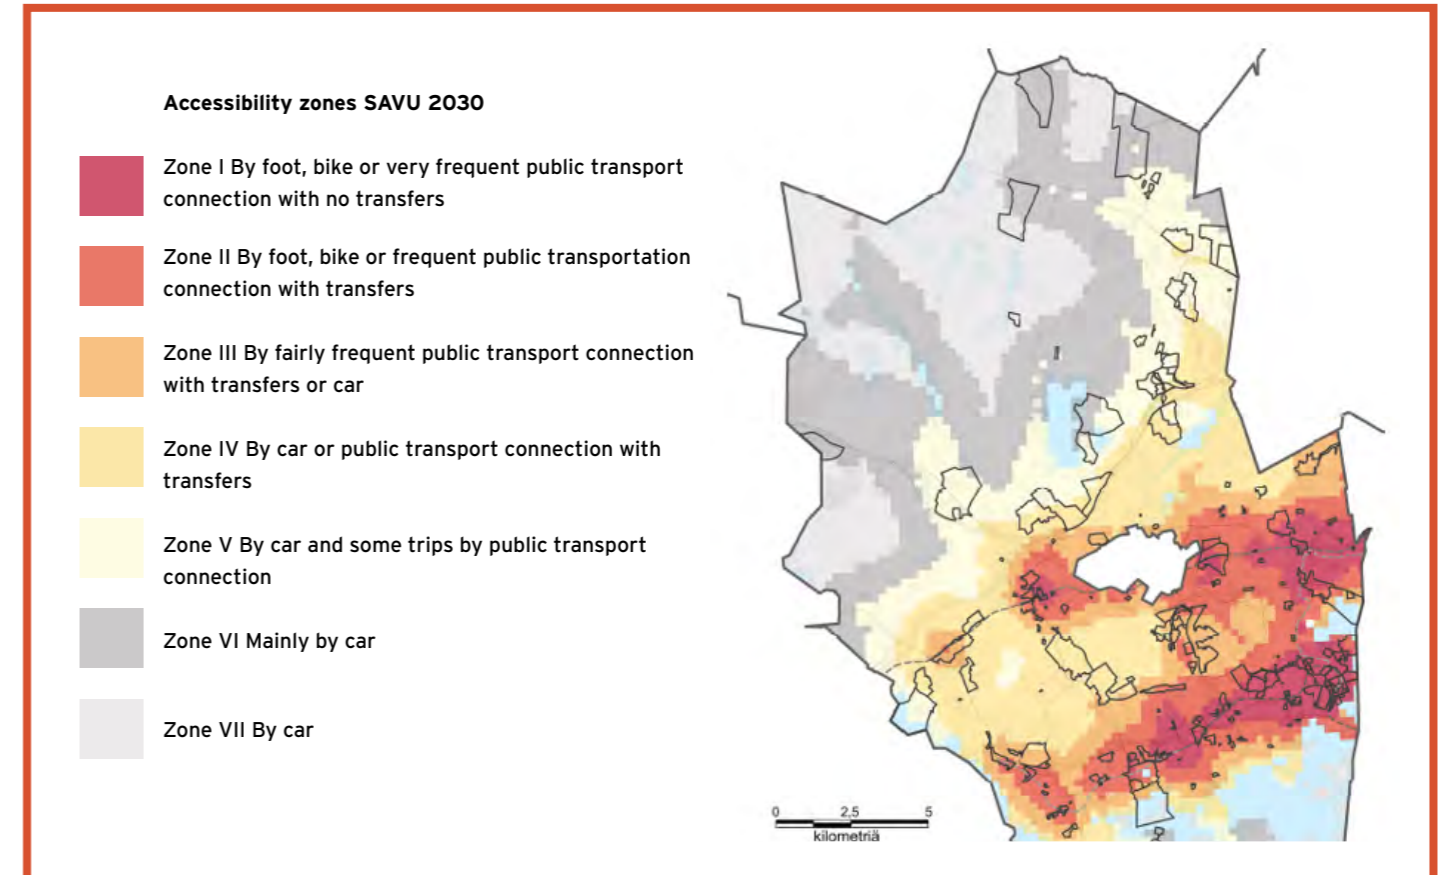 Accessibility zones SAVU 2030
Zone I By foot, bike or very frequent public transport
connection with no transfers
Zone II By foot, bike or frequent public transportation
connection with transfers
Zone III By fairly frequent public transport connection
with transfers or car
Zone IV By car or public transport connection with
transfers
Zone V By car and some trips by public transport
connection
Zone VI Mainly by car
Zone VII By car
0 2,5 5
kilometriä